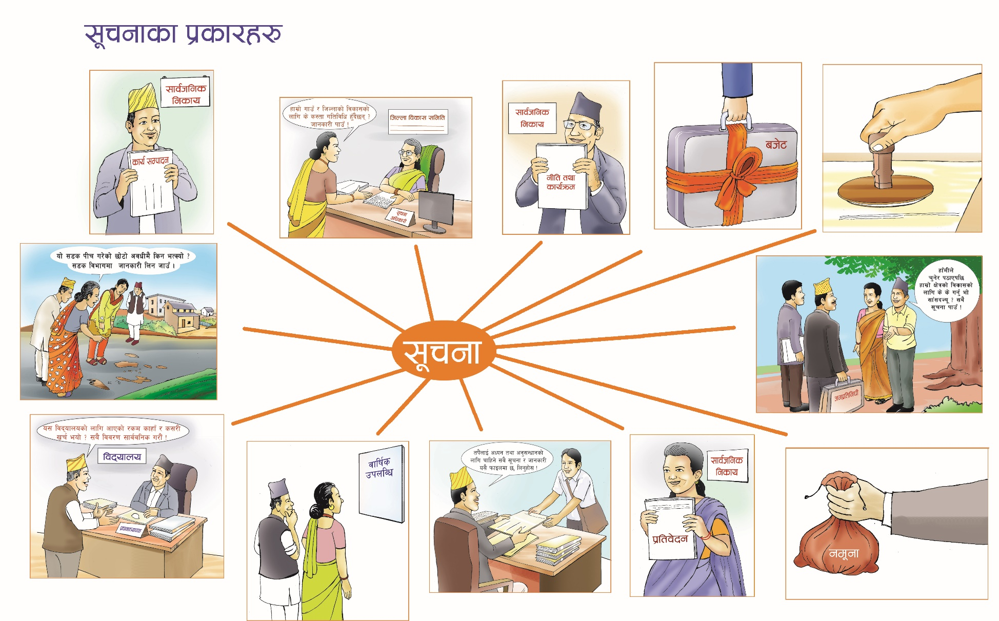 सूचनाका प्रकारहरु
सार्वजनिक
निकाय
कार्य सम्पादन
हाम्रो गाउँ र जिल्लाको विकासको
लागि के कस्ता गतिविधि हुँदैछन् ?
जानकारी पाउँ !
जिल्ला विकास समिति
सूचना
अधिकारी
सार्वजनिक
निकाय
नीति तथा
कार्यक्रम
बजेट
यो सडक पीच गरेको छोटो अवधीमै किन भत्क्यो ?
सडक विभागमा जानकारी लिन जाउँ ।
हाँमीले
चुनेर पठाएपछि
हाम्रो क्षेत्रको विकासको
लागि के के गर्नु भो
सांसदज्यू ? सबै
सूचना पाउँ !
जनप्रतिनिधी
सूचना
यस विद्यालयको लागि आएको रकम काहाँ र कसरी
खर्च भयो ? सबै विवरण सार्ववनिक गरौं !
विद्यालय
प्रधानाध्यापक
वार्षिक
उपलब्धि
तपैंलाई अध्यन तथा अनुसन्धानको
लागि चाहिने सबै सूचना र जानकारी
यसै फाइलमा छ, लिनुहोस !
सार्वजनिक
निकाय
प्रतिवेदन
नमूना